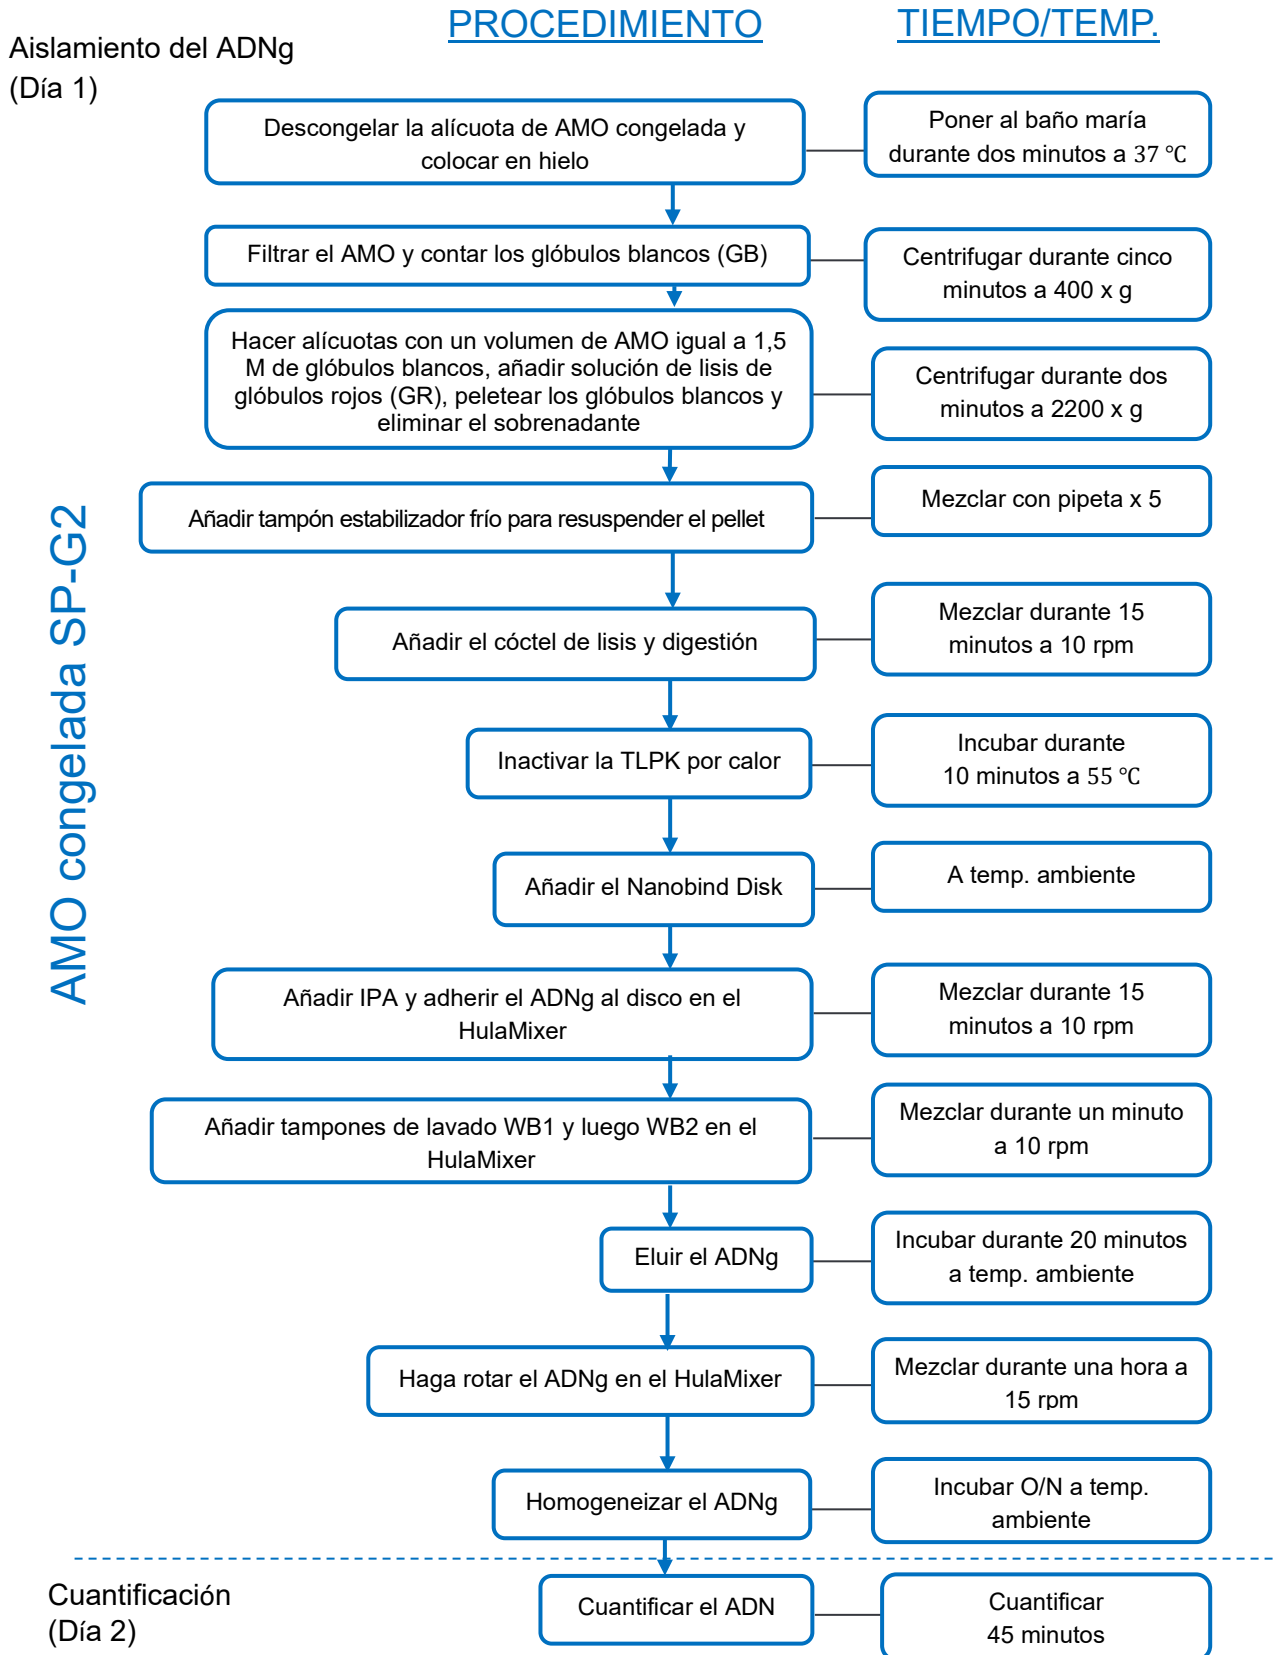 PROCEDIMIENTO
TIEMPO/TEMP.
Aislamiento del ADNg
(Día 1)
AMO congelada SP-G2
Descongelar la alícuota de AMO congelada y
colocar en hielo
Poner al baño maría
durante dos minutos a 37 °C
Filtrar el AMO y contar los glóbulos blancos (GB)
Centrifugar durante cinco
minutos a 400 x g
Hacer alícuotas con un volumen de AMO igual a 1,5
M de glóbulos blancos, añadir solución de lisis de
glóbulos rojos (GR), peletear los glóbulos blancos y
eliminar el sobrenadante
Centrifugar durante dos
minutos a 2200 x g
Añadir tampón estabilizador frío para resuspender el pellet
Mezclar con pipeta x 5
Añadir el cóctel de lisis y digestión
Mezclar durante 15
minutos a 10 rpm
Inactivar la TLPK por calor
Incubar durante
10 minutos a 55 °C
Añadir el Nanobind Disk
A temp. ambiente
Añadir IPA y adherir el ADNg al disco en el
HulaMixer
Mezclar durante 15
minutos a 10 rpm
Añadir tampones de lavado WB1 y luego WB2 en el
HulaMixer
Mezclar durante un minuto
a 10 rpm
Eluir el ADNg
Incubar durante 20 minutos
a temp. ambiente
Haga rotar el ADNg en el HulaMixer
Mezclar durante una hora a
15 rpm
Homogeneizar el ADNg
Incubar O/N a temp.
ambiente
Cuantificación
(Día 2)
Cuantificar el ADN
Cuantificar
45 minutos